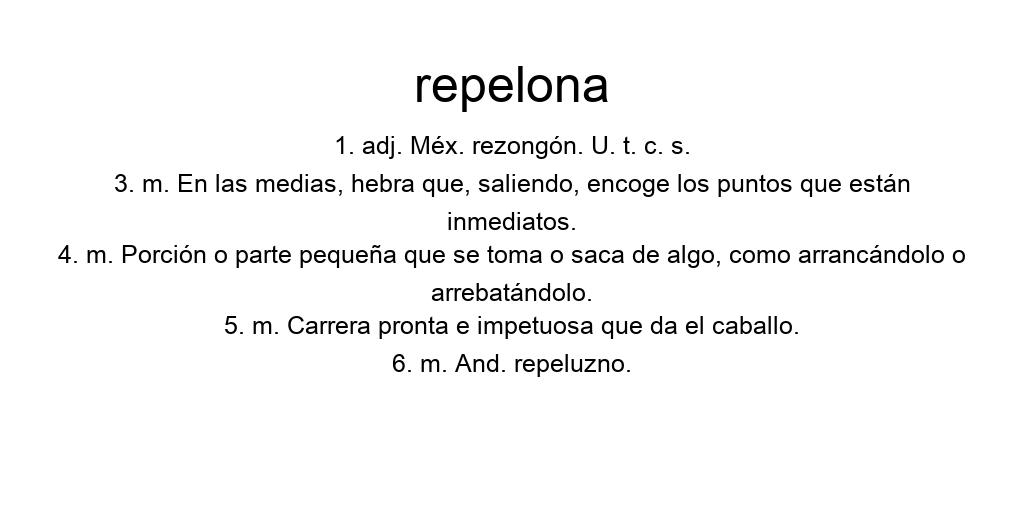 repelona
1. adj. Méx. rezongón. U. t. c. s.
3. m. En las medias, hebra que, saliendo, encoge los puntos que están
inmediatos.
4. m. Porción o parte pequeña que se toma o saca de algo, como arrancándolo o
arrebatándolo.
5. m. Carrera pronta e impetuosa que da el caballo.
6. m. And. repeluzno.